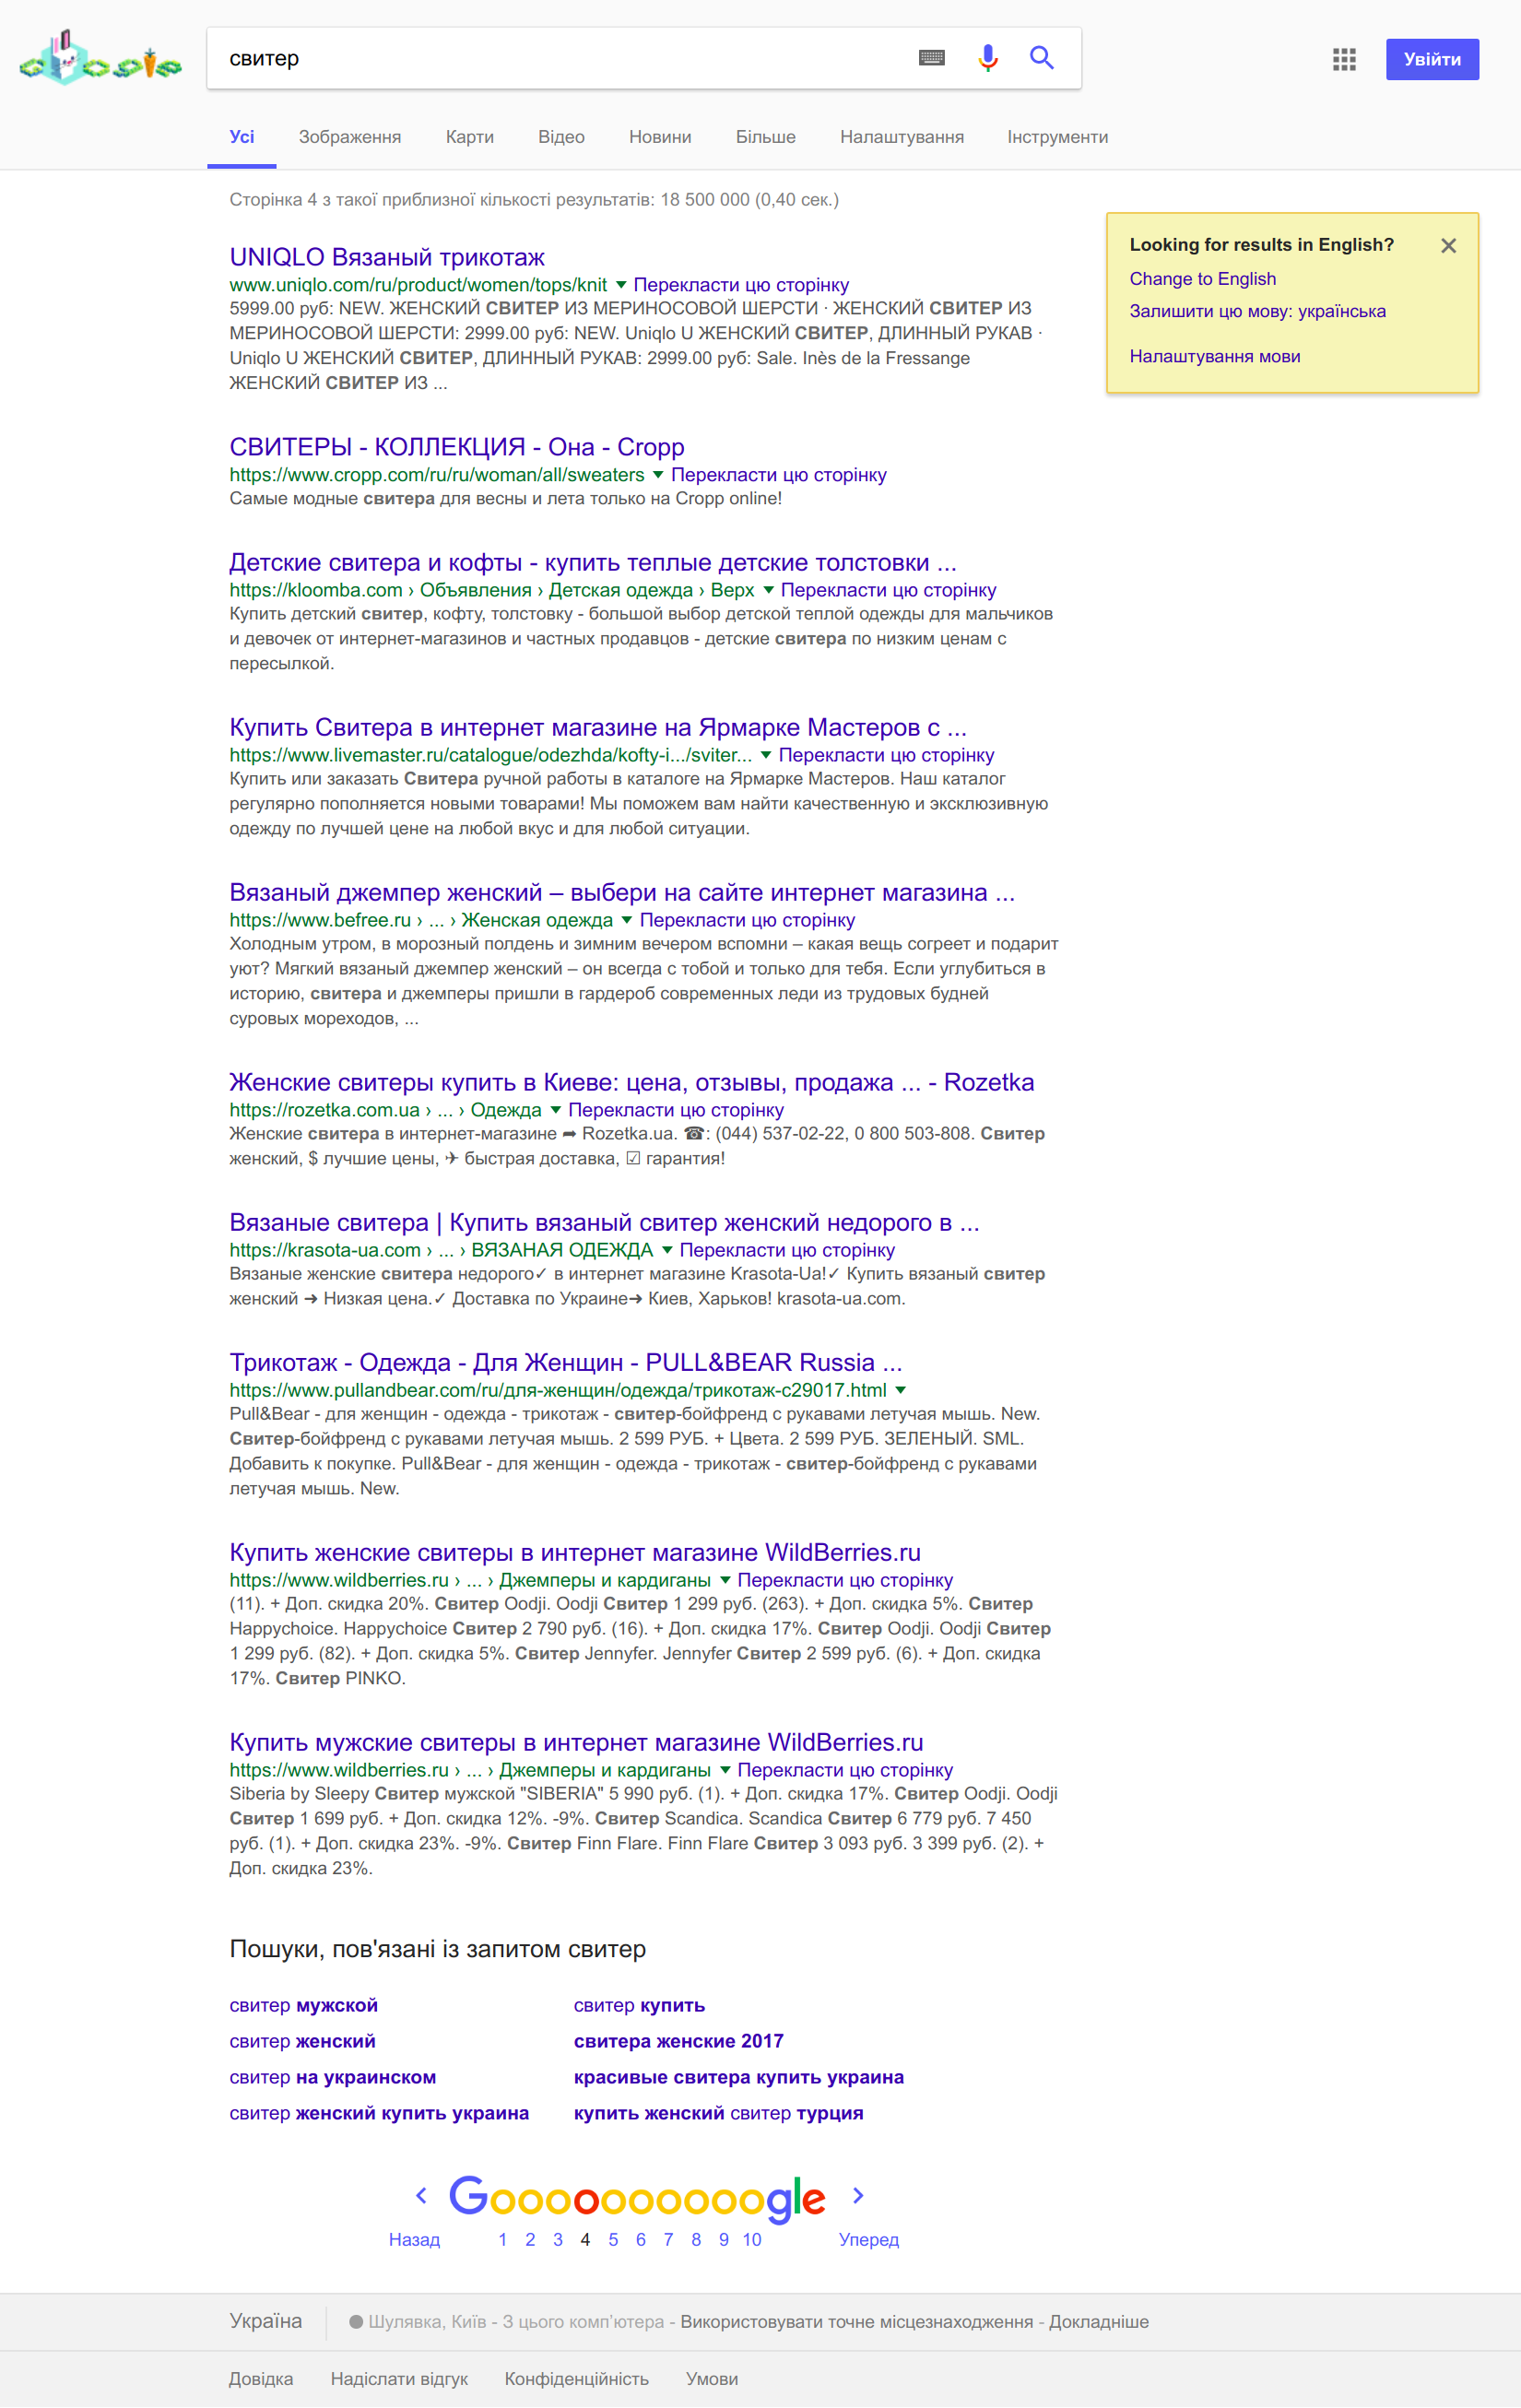 свитер
Увійти
Усі Зображення Карти Відео Новини Більше Налаштування Інструменти
Сторінка 4 з такої приблизної кількості результатів: 18 500 000 (0,40 сек.)
Looking for results in English?
Change to English
Залишити цю мову: українська
Налаштування мови
UNIQLO Вязаный трикотаж
www.uniqlo.com/ru/product/women/tops/knit ▼ Перекласти цю сторінку
5999.00 руб: NEW. ЖЕНСКИЙ СВИТЕР ИЗ МЕРИНОСОВОЙ ШЕРСТИ · ЖЕНСКИЙ СВИТЕР ИЗ
МЕРИНОСОВОЙ ШЕРСТИ: 2999.00 руб: NEW. Uniqlo U ЖЕНСКИЙ СВИТЕР, ДЛИННЫЙ РУКАВ ·
Uniqlo U ЖЕНСКИЙ СВИТЕР, ДЛИННЫЙ РУКАВ: 2999.00 руб: Sale. Inès de la Fressange
ЖЕНСКИЙ СВИТЕР ИЗ ...
СВИТЕРЫ - КОЛЛЕКЦИЯ - Она - Cropp
https://www.cropp.com/ru/ru/woman/all/sweaters ▼ Перекласти цю сторінку
Самые модные свитера для весны и лета только на Cropp online!
Детские свитера и кофты - купить теплые детские толстовки ...
https://kloomba.com › Объявления › Детская одежда › Верх ▼ Перекласти цю сторінку
Купить детский свитер, кофту, толстовку - большой выбор детской теплой одежды для мальчиков
и девочек от интернет-магазинов и частных продавцов - детские свитера по низким ценам с
пересылкой.
Купить Свитера в интернет магазине на Ярмарке Мастеров с ...
https://www.livemaster.ru/catalogue/odezhda/kofty-i.../sviter... ▼ Перекласти цю сторінку
Купить или заказать Свитера ручной работы в каталоге на Ярмарке Мастеров. Наш каталог
регулярно пополняется новыми товарами! Мы поможем вам найти качественную и эксклюзивную
одежду по лучшей цене на любой вкус и для любой ситуации.
Вязаный джемпер женский – выбери на сайте интернет магазина ...
https://www.befree.ru › ... › Женская одежда ▼ Перекласти цю сторінку
Холодным утром, в морозный полдень и зимним вечером вспомни – какая вещь согреет и подарит
уют? Мягкий вязаный джемпер женский – он всегда с тобой и только для тебя. Если углубиться в
историю, свитера и джемперы пришли в гардероб современных леди из трудовых будней
суровых мореходов, ...
Женские свитеры купить в Киеве: цена, отзывы, продажа ... - Rozetka
https://rozetka.com.ua › ... › Одежда ▼ Перекласти цю сторінку
Женские свитера в интернет-магазине ➦ Rozetka.ua. ☎: (044) 537-02-22, 0 800 503-808. Свитер
женский, $ лучшие цены, ✈ быстрая доставка, ☑ гарантия!
Вязаные свитера | Купить вязаный свитер женский недорого в ...
https://krasota-ua.com › ... › ВЯЗАНАЯ ОДЕЖДА ▼ Перекласти цю сторінку
Вязаные женские свитера недорого✓ в интернет магазине Krasota-Ua!✓ Купить вязаный свитер
женский ➜ Низкая цена.✓ Доставка по Украине➜ Киев, Харьков! krasota-ua.com.
Трикотаж - Одежда - Для Женщин - PULL&BEAR Russia ...
https://www.pullandbear.com/ru/для-женщин/одежда/трикотаж-c29017.html ▼
Pull&Bear - для женщин - одежда - трикотаж - свитер-бойфренд с рукавами летучая мышь. New.
Свитер-бойфренд с рукавами летучая мышь. 2 599 РУБ. + Цвета. 2 599 РУБ. ЗЕЛЕНЫЙ. SML.
Добавить к покупке. Pull&Bear - для женщин - одежда - трикотаж - свитер-бойфренд с рукавами
летучая мышь. New.
Купить женские свитеры в интернет магазине WildBerries.ru
https://www.wildberries.ru › ... › Джемперы и кардиганы ▼ Перекласти цю сторінку
(11). + Доп. скидка 20%. Свитер Oodji. Oodji Свитер 1 299 руб. (263). + Доп. скидка 5%. Свитер
Happychoice. Happychoice Свитер 2 790 руб. (16). + Доп. скидка 17%. Свитер Oodji. Oodji Свитер
1 299 руб. (82). + Доп. скидка 5%. Свитер Jennyfer. Jennyfer Свитер 2 599 руб. (6). + Доп. скидка
17%. Свитер PINKO.
Купить мужские свитеры в интернет магазине WildBerries.ru
https://www.wildberries.ru › ... › Джемперы и кардиганы ▼ Перекласти цю сторінку
Siberia by Sleepy Свитер мужской "SIBERIA" 5 990 руб. (1). + Доп. скидка 17%. Свитер Oodji. Oodji
Свитер 1 699 руб. + Доп. скидка 12%. -9%. Свитер Scandica. Scandica Свитер 6 779 руб. 7 450
руб. (1). + Доп. скидка 23%. -9%. Свитер Finn Flare. Finn Flare Свитер 3 093 руб. 3 399 руб. (2). +
Доп. скидка 23%.
Пошуки, пов'язані із запитом свитер
свитер мужской
свитер женский
свитер на украинском
свитер женский купить украина
свитер купить
свитера женские 2017
красивые свитера купить украина
купить женский свитер турция
Goooooooooogle
Назад 1 2 3 4 5 6 7 8 9 10 Уперед
Україна Шулявка, Київ - З цього комп'ютера - Використовувати точне місцезнаходження - Докладніше
Довідка Надіслати відгук Конфіденційність Умови